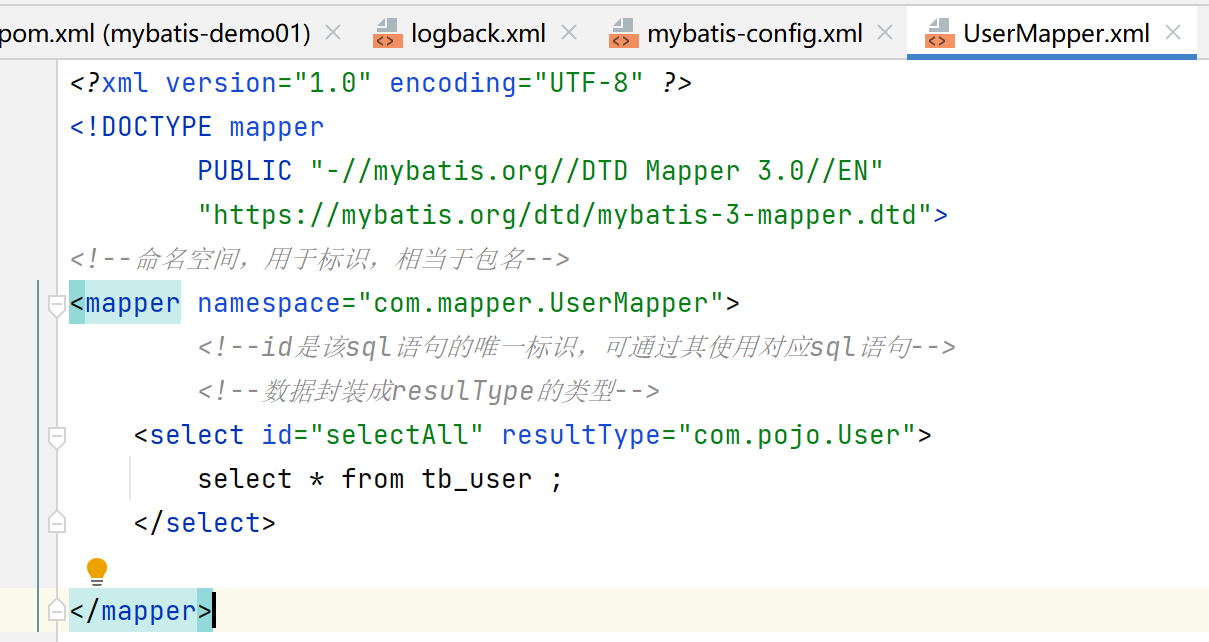 pom.xml (mybatis-demo01) logback.xml mybatis-config.xml UserMapper.xml
<?xml version="1.0" encoding="UTF-8" ?>
<!DOCTYPE mapper
PUBLIC "-//mybatis.org//DTD Mapper 3.0//EN"
"https://mybatis.org/dtd/mybatis-3-mapper.dtd">
<!--命名空间，用于标识，相当于包名-->
<mapper namespace="com.mapper.UserMapper">
<!--id是该sql语句的唯一标识，可通过其使用对应sql语句-->
<!--数据封装成resulType的类型-->
<select id="selectAll" resultType="com.pojo.User">
select * from tb_user ;
</select>
</mapper>